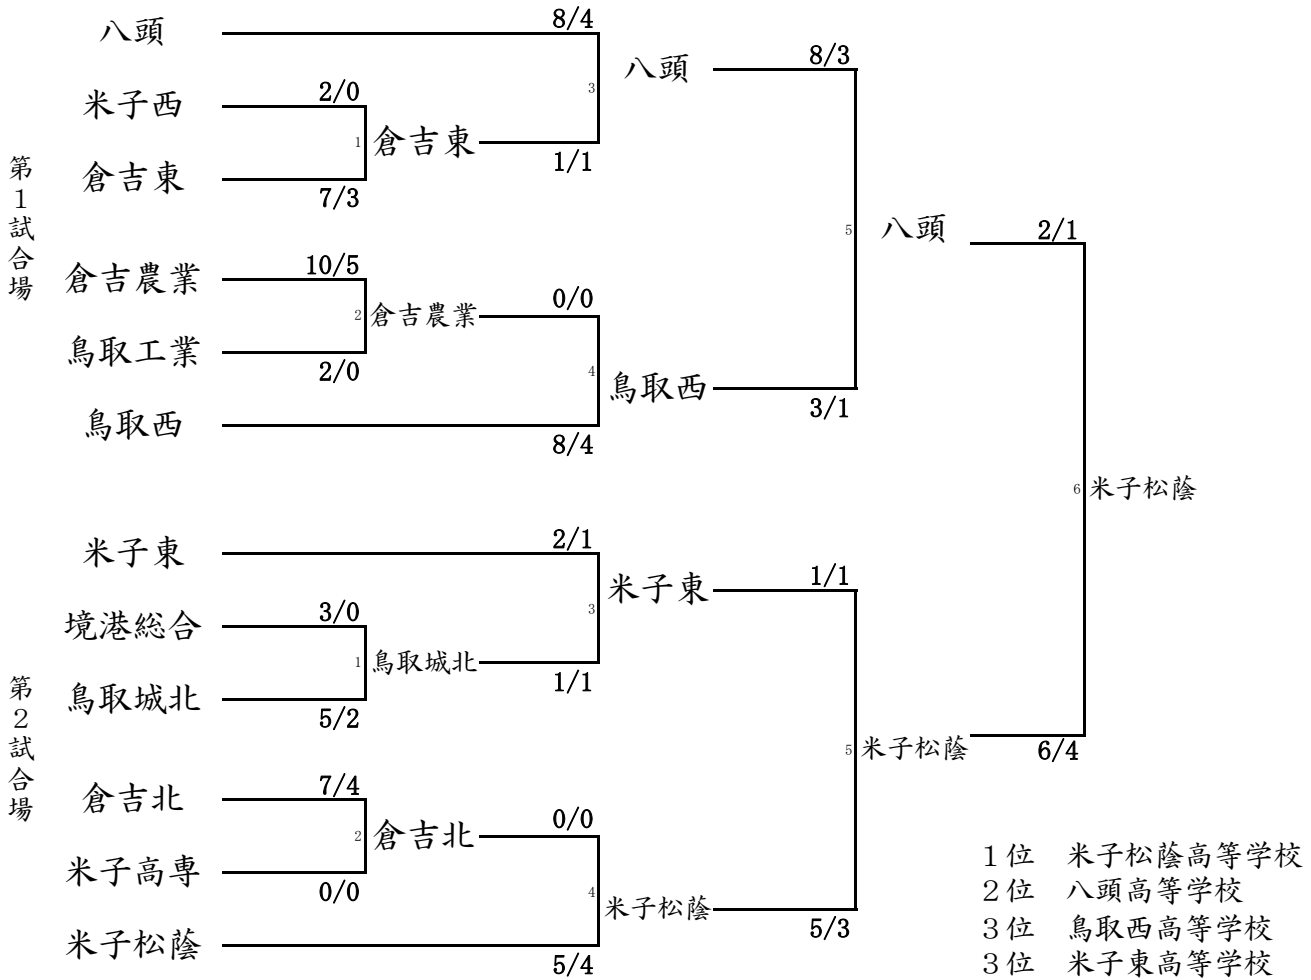 第1試合場
八頭
8/4
米子西
2/0
1
倉吉東
倉吉東
7/3
1/1
3
八頭
8/3
倉吉農業
10/5
2
倉吉農業
0/0
鳥取工業
2/0
4
鳥取西
3/1
鳥取西
8/4
5
八頭
2/1
6
米子松蔭
第2試合場
米子東
2/1
3
米子東
1/1
境港総合
3/0
1
鳥取城北
1/1
鳥取城北
5/2
5
米子松蔭
6/4
倉吉北
7/4
2
倉吉北
0/0
米子高専
0/0
4
米子松蔭
5/3
米子松蔭
5/4
1位 米子松蔭高等学校
2位 八頭高等学校
3位 鳥取西高等学校
3位 米子東高等学校